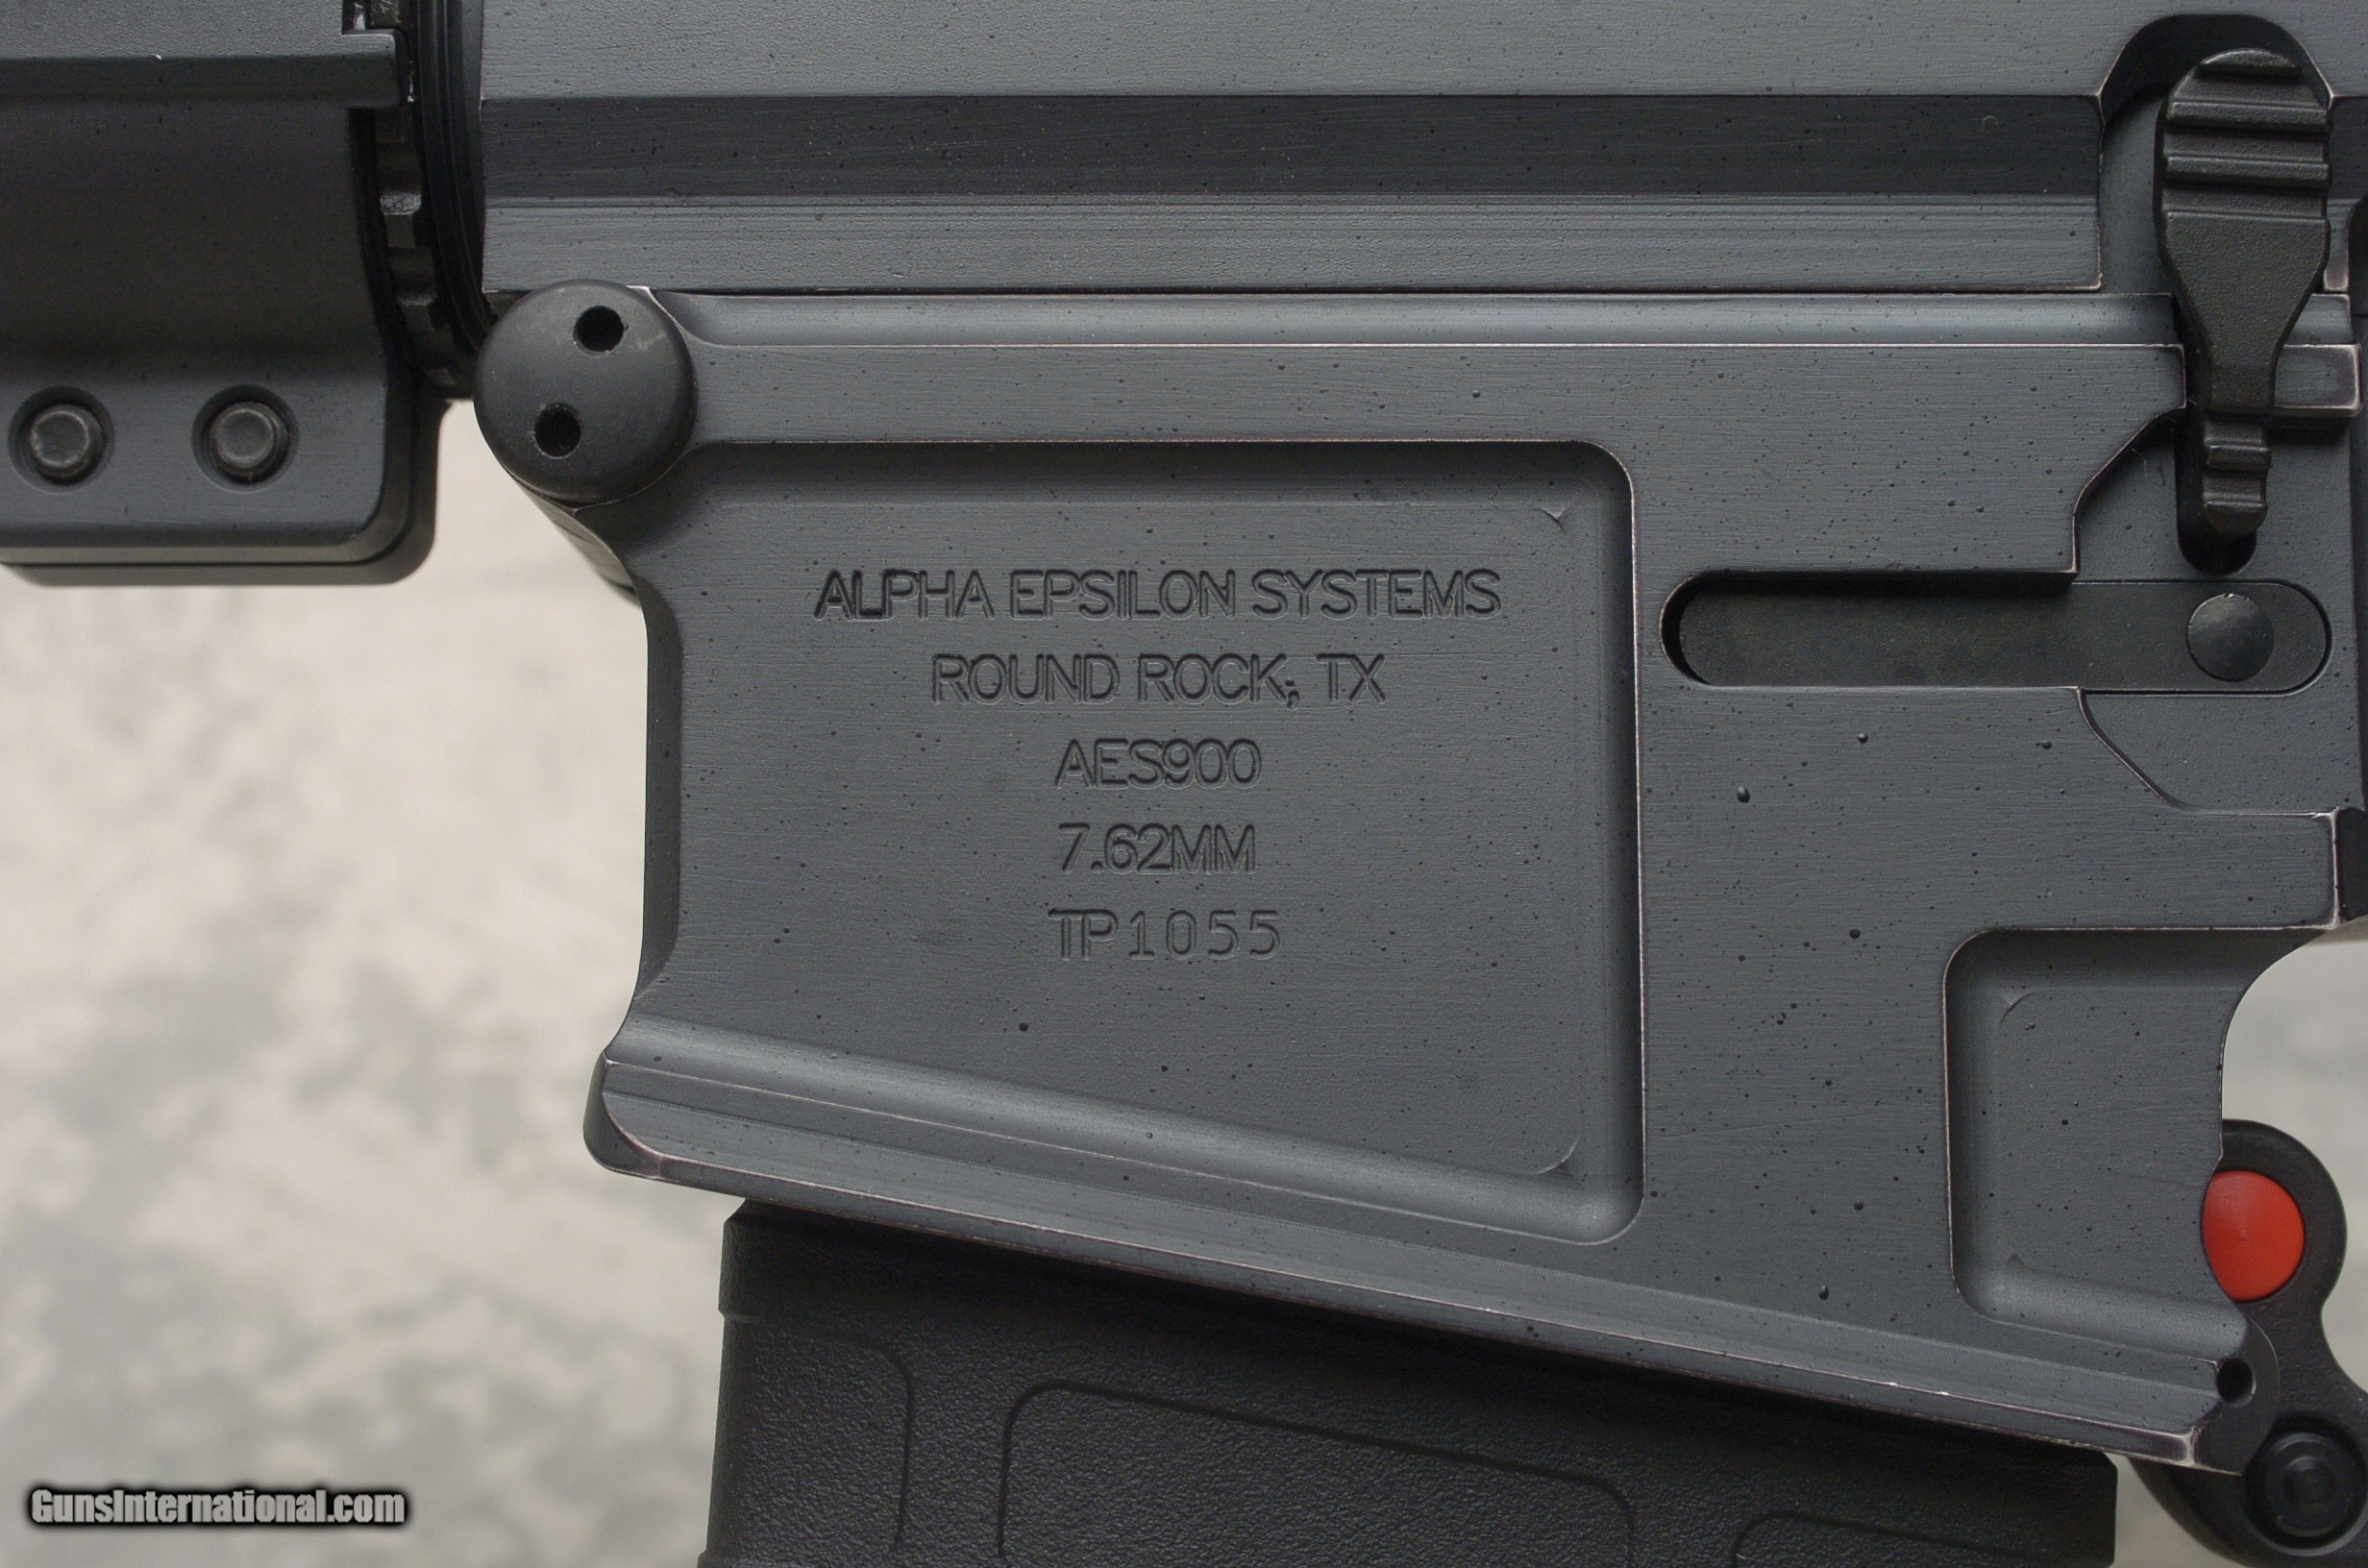 ALPHA EPSILON SYSTEMS
ROUND ROCK, TX
AES900
7.62MM
TP1055
GunsInternational.com